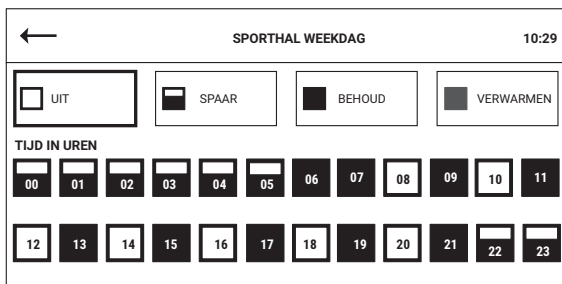 SPORTHAL WEEKDAG 10:29
UIT SPAAR BEHOUD VERWARMEN
TIJD IN UREN
00 01 02 03 04 05 06 07 08 09 10 11
12 13 14 15 16 17 18 19 20 21 22 23